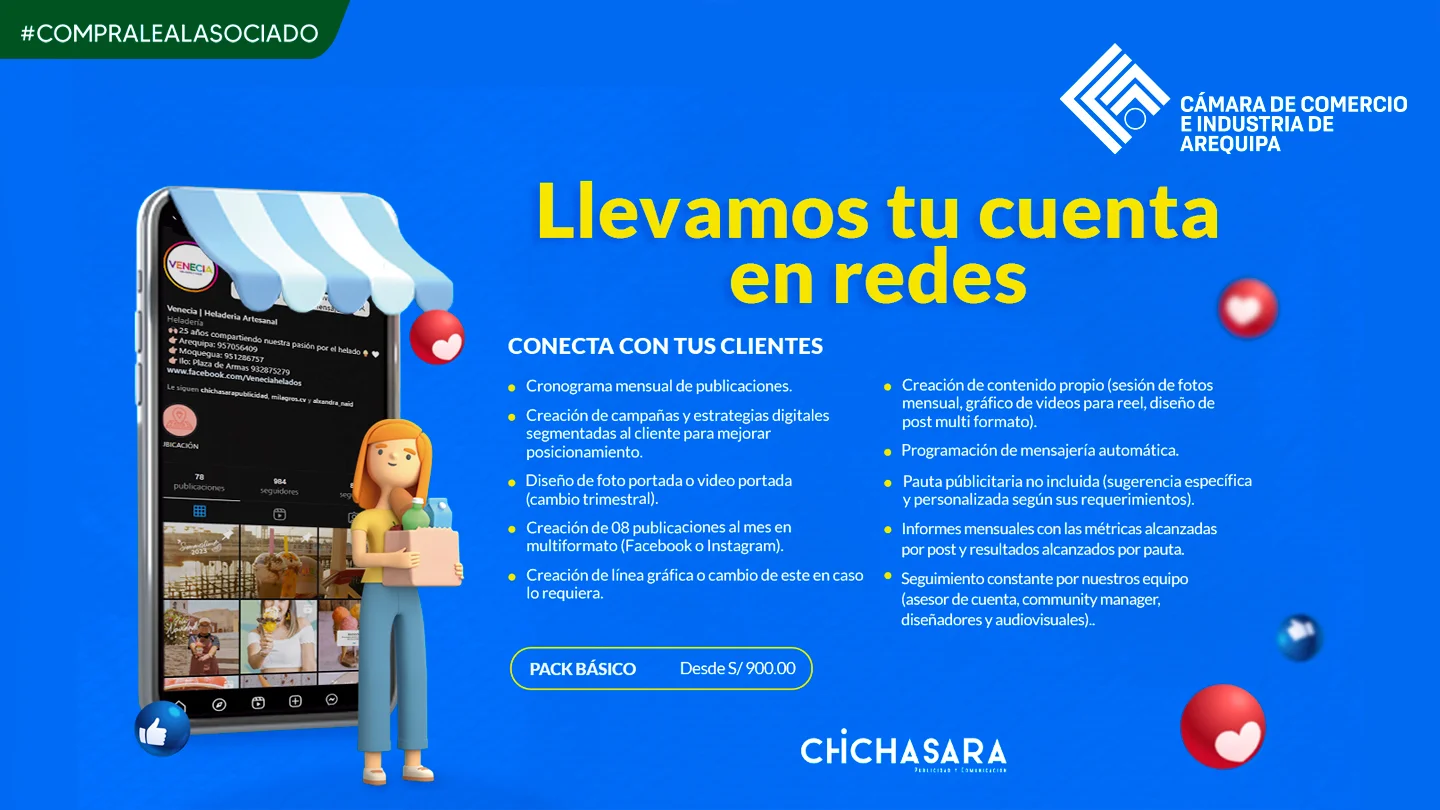 #COMPRALEALASOCIADO
CÁMARA DE COMERCIO
E INDUSTRIA DE
AREQUIPA
Llevamos tu cuenta
en redes
CONECTA CON TUS CLIENTES
Cronograma mensual de publicaciones.
Creación de campañas y estrategias digitales
segmentadas al cliente para mejorar
posicionamiento.
Diseño de foto portada o video portada
(cambio trimestral).
Creación de 08 publicaciones al mes en
multiformato (Facebook o Instagram).
Creación de línea gráfica o cambio de este en caso
lo requiera.
Creación de contenido propio (sesión de fotos
mensual, gráfico de videos para reel, diseño de
post multi formato).
Programación de mensajería automática.
Pauta públicitaria no incluida (sugerencia específica
y personalizada según sus requerimientos).
Informes mensuales con las métricas alcanzadas
por post y resultados alcanzados por pauta.
Seguimiento constante por nuestros equipo
(asesor de cuenta, community manager,
diseñadores y audiovisuales)..
PACK BÁSICO Desde S/ 900.00
CHICHASARA
Publicidad y Comunicación
VENECIA
Venecia | Heladeria Artesanal
Heladería
25 años compartiendo nuestra pasión por el helado
Arequipa: 957056409
Moquegua: 951286757
Ilo: Plaza de Armas 932875279
www.facebook.com/Veneciahelados
Le siguen chichasarapublicidad, milagros.cv y alxandra_naid
UBICACIÓN
78 984
publicaciones seguidores
2023